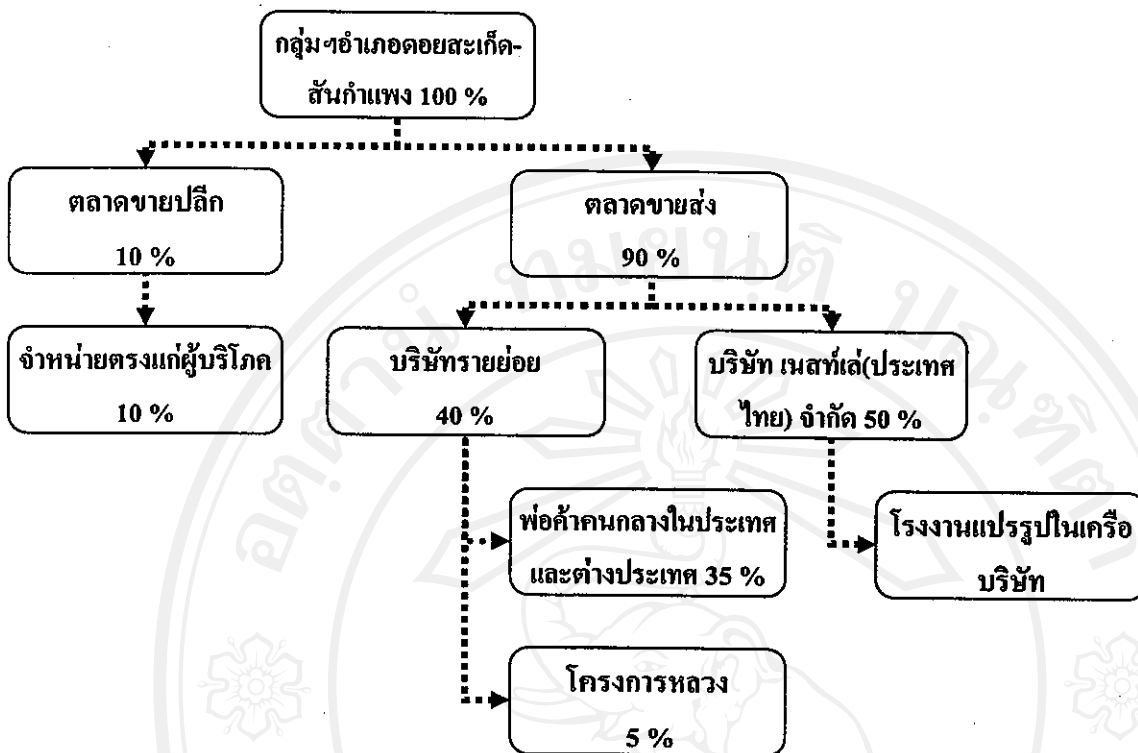 กลุ่มฯอำเภอดอยสะเก็ด-
สันกำแพง 100 %
ตลาดขายปลีก
10 %
ตลาดขายส่ง
90 %
จำหน่ายตรงแก่ผู้บริโภค
10 %
บริษัทรายย่อย
40 %
บริษัท เนสท์เล่(ประเทศ
ไทย) จำกัด 50 %
พ่อค้าคนกลางในประเทศ
และต่างประเทศ 35 %
โรงงานแปรรูปในเครือ
บริษัท
โครงการหลวง
5 %